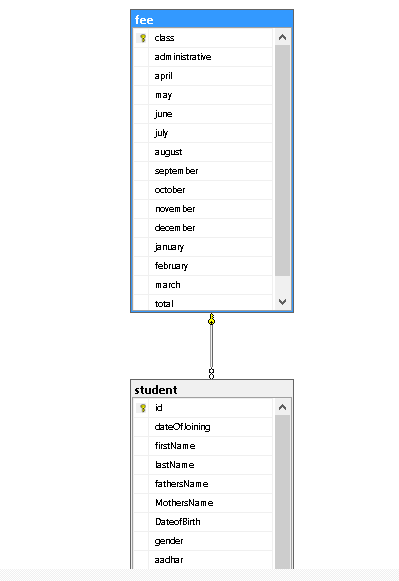 fee
class
administrative
april
may
june
july
august
september
october
november
december
january
february
march
total
student
id
dateOfJoining
firstName
lastName
fathersName
MothersName
DateofBirth
gender
aadhar